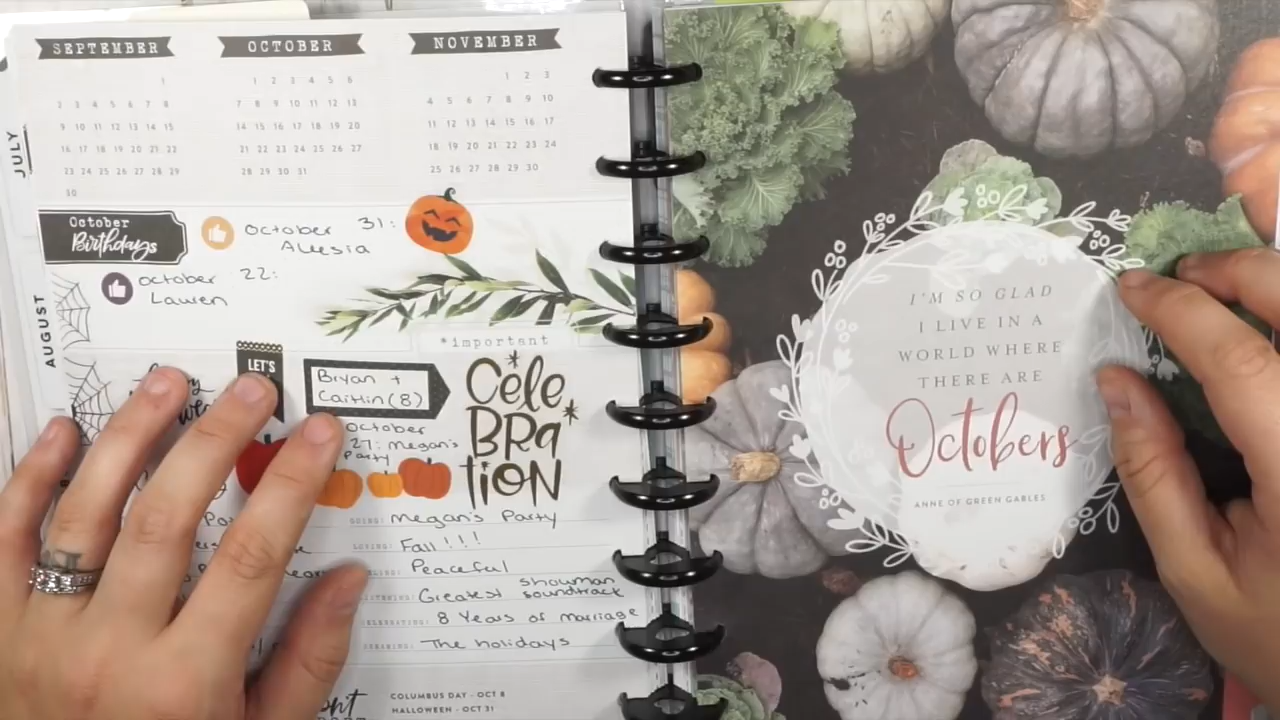 SEPTEMBER
1
2 3 4 5 6 7 8
9 10 11 12 13 14 15
16 17 18 19 20 21 22
23 24 25 26 27 28 29
30
OCTOBER
1 2 3 4 5 6
7 8 9 10 11 12 13
14 15 16 17 18 19 20
21 22 23 24 25 26 27
28 29 30 31
NOVEMBER
1 2 3
4 5 6 7 8 9 10
11 12 13 14 15 16 17
18 19 20 21 22 23 24
25 26 27 28 29 30
JULY
AUGUST
October
Birthdays
October 31:
Alecsia
October 22:
Lauren
*important
LET'S
Bryan +
Caitlin (8)
October
27: Megan's
Party
CeleBRation
GOING: Megan's Party
LOVING: Fall!!!
Peaceful
LISTENING: Greatest showman soundtrack
CELEBRATING: 8 Years of marriage
DREAMING: The holidays
COLUMBUS DAY - OCT 8
HALLOWEEN - OCT 31
I'M SO GLAD
I LIVE IN A
WORLD WHERE
THERE ARE
Octobers
ANNE OF GREEN GABLES